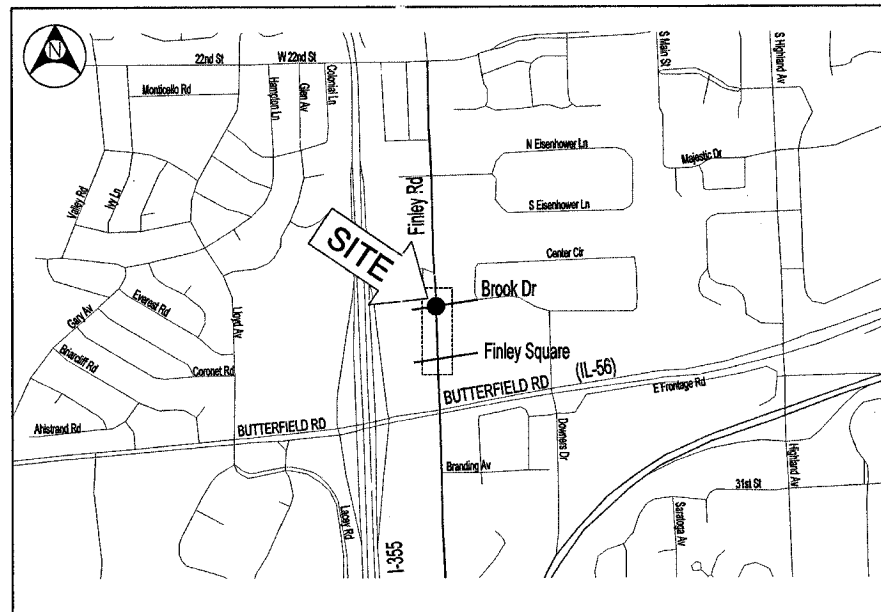 N
22nd St
W 22nd St
Monticello Rd
Hampton Ln
Glen Av
Colonial Ln
S Main St
S Highland Av
N Eisenhower Ln
Majestic Dr
Valley Rd
Ivy Ln
Finley Rd
S Eisenhower Ln
SITE
Center Cir
Brook Dr
Everest Rd
Gary Av
Lloyd Av
Briarcliff Rd
Coronet Rd
Finley Square
(IL-56)
BUTTERFIELD RD
E Frontage Rd
Ahlstrand Rd
BUTTERFIELD RD
Branding Av
Downers Dr
Highland Av
31st St
Lacey Rd
I-355
Saratoga Av